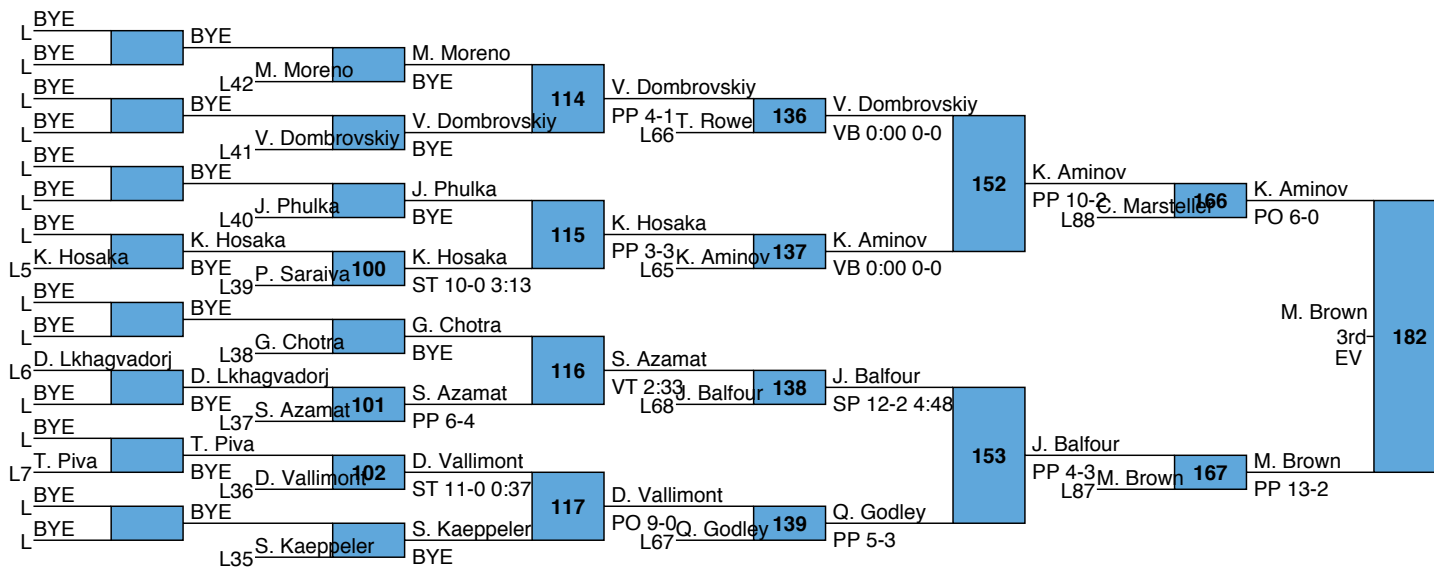 BYE
L
BYE
L
BYE
M. Moreno
L42
M. Moreno
BYE
BYE
L
BYE
L
BYE
V. Dombrovskiy
L41
V. Dombrovskiy
BYE
114
V. Dombrovskiy
PP 4-1
T. Rowe
L66
136
V. Dombrovskiy
VB 0:00 0-0
BYE
L
BYE
L
BYE
J. Phulka
L40
J. Phulka
BYE
BYE
L
K. Hosaka
L5
K. Hosaka
BYE
P. Saraiva
L39
100
K. Hosaka
ST 10-0 3:13
115
K. Hosaka
PP 3-3
K. Aminov
L65
137
K. Aminov
VB 0:00 0-0
152
K. Aminov
PP 10-2
C. Marsteller
L88
166
K. Aminov
PO 6-0
BYE
L
BYE
L
BYE
G. Chotra
L38
G. Chotra
BYE
D. Lkhagvadorj
L6
BYE
L
D. Lkhagvadorj
BYE
S. Azamat
L37
101
S. Azamat
PP 6-4
116
S. Azamat
VT 2:33
J. Balfour
L68
138
J. Balfour
SP 12-2 4:48
BYE
L
T. Piva
L7
T. Piva
BYE
D. Vallimont
L36
102
D. Vallimont
ST 11-0 0:37
BYE
L
BYE
L
BYE
S. Kaeppeler
L35
S. Kaeppeler
BYE
117
D. Vallimont
PO 9-0
Q. Godley
L67
139
Q. Godley
PP 5-3
153
J. Balfour
PP 4-3
M. Brown
L87
167
M. Brown
PP 13-2
M. Brown
3rd
EV
182